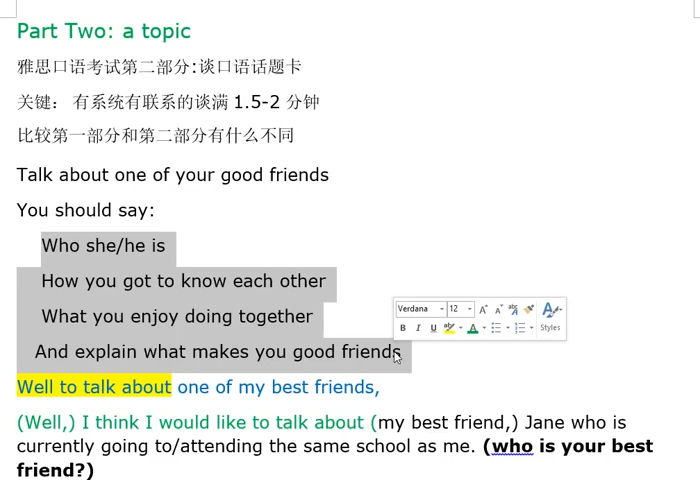 Part Two: a topic
雅思口语考试第二部分:谈口语话题卡
关键: 有系统有联系的谈满 1.5-2 分钟
比较第一部分和第二部分有什么不同
Talk about one of your good friends
You should say:
Who she/he is
How you got to know each other
What you enjoy doing together
Verdana 12
B I U
Styles
And explain what makes you good friends
Well to talk about one of my best friends,
(Well,) I think I would like to talk about (my best friend,) Jane who is
currently going to/attending the same school as me. (who is your best
friend?)